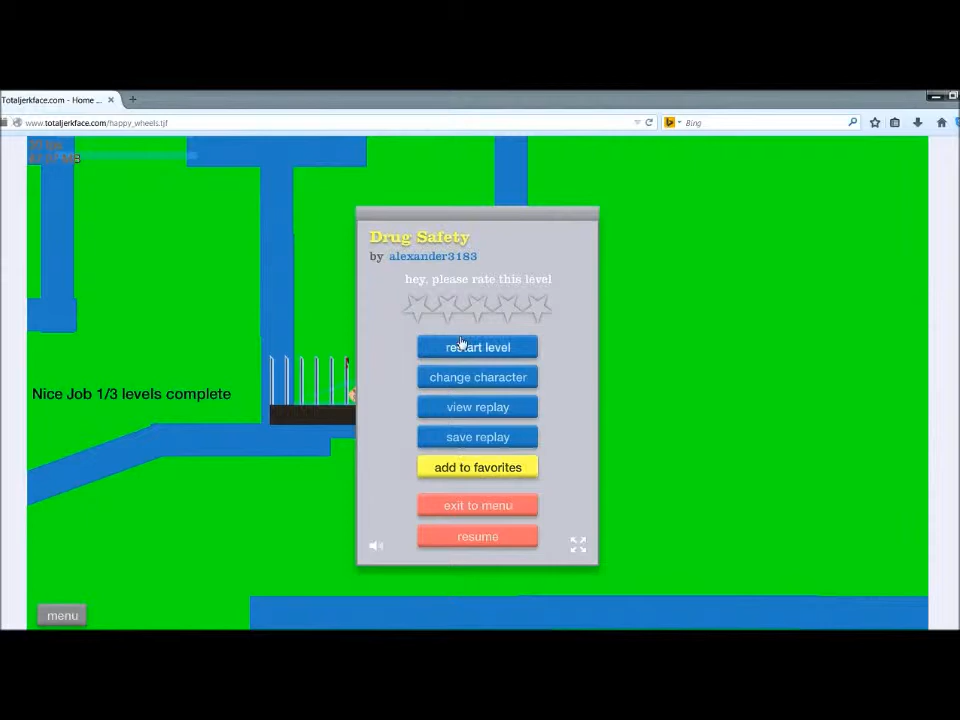 Totaljerkface.com - Home ...
www.totaljerkface.com/happy_wheels.tjf
Bing
Drug Safety
by alexander3183
hey, please rate this level
restart level
change character
Nice Job 1/3 levels complete
view replay
save replay
add to favorites
exit to menu
resume
menu